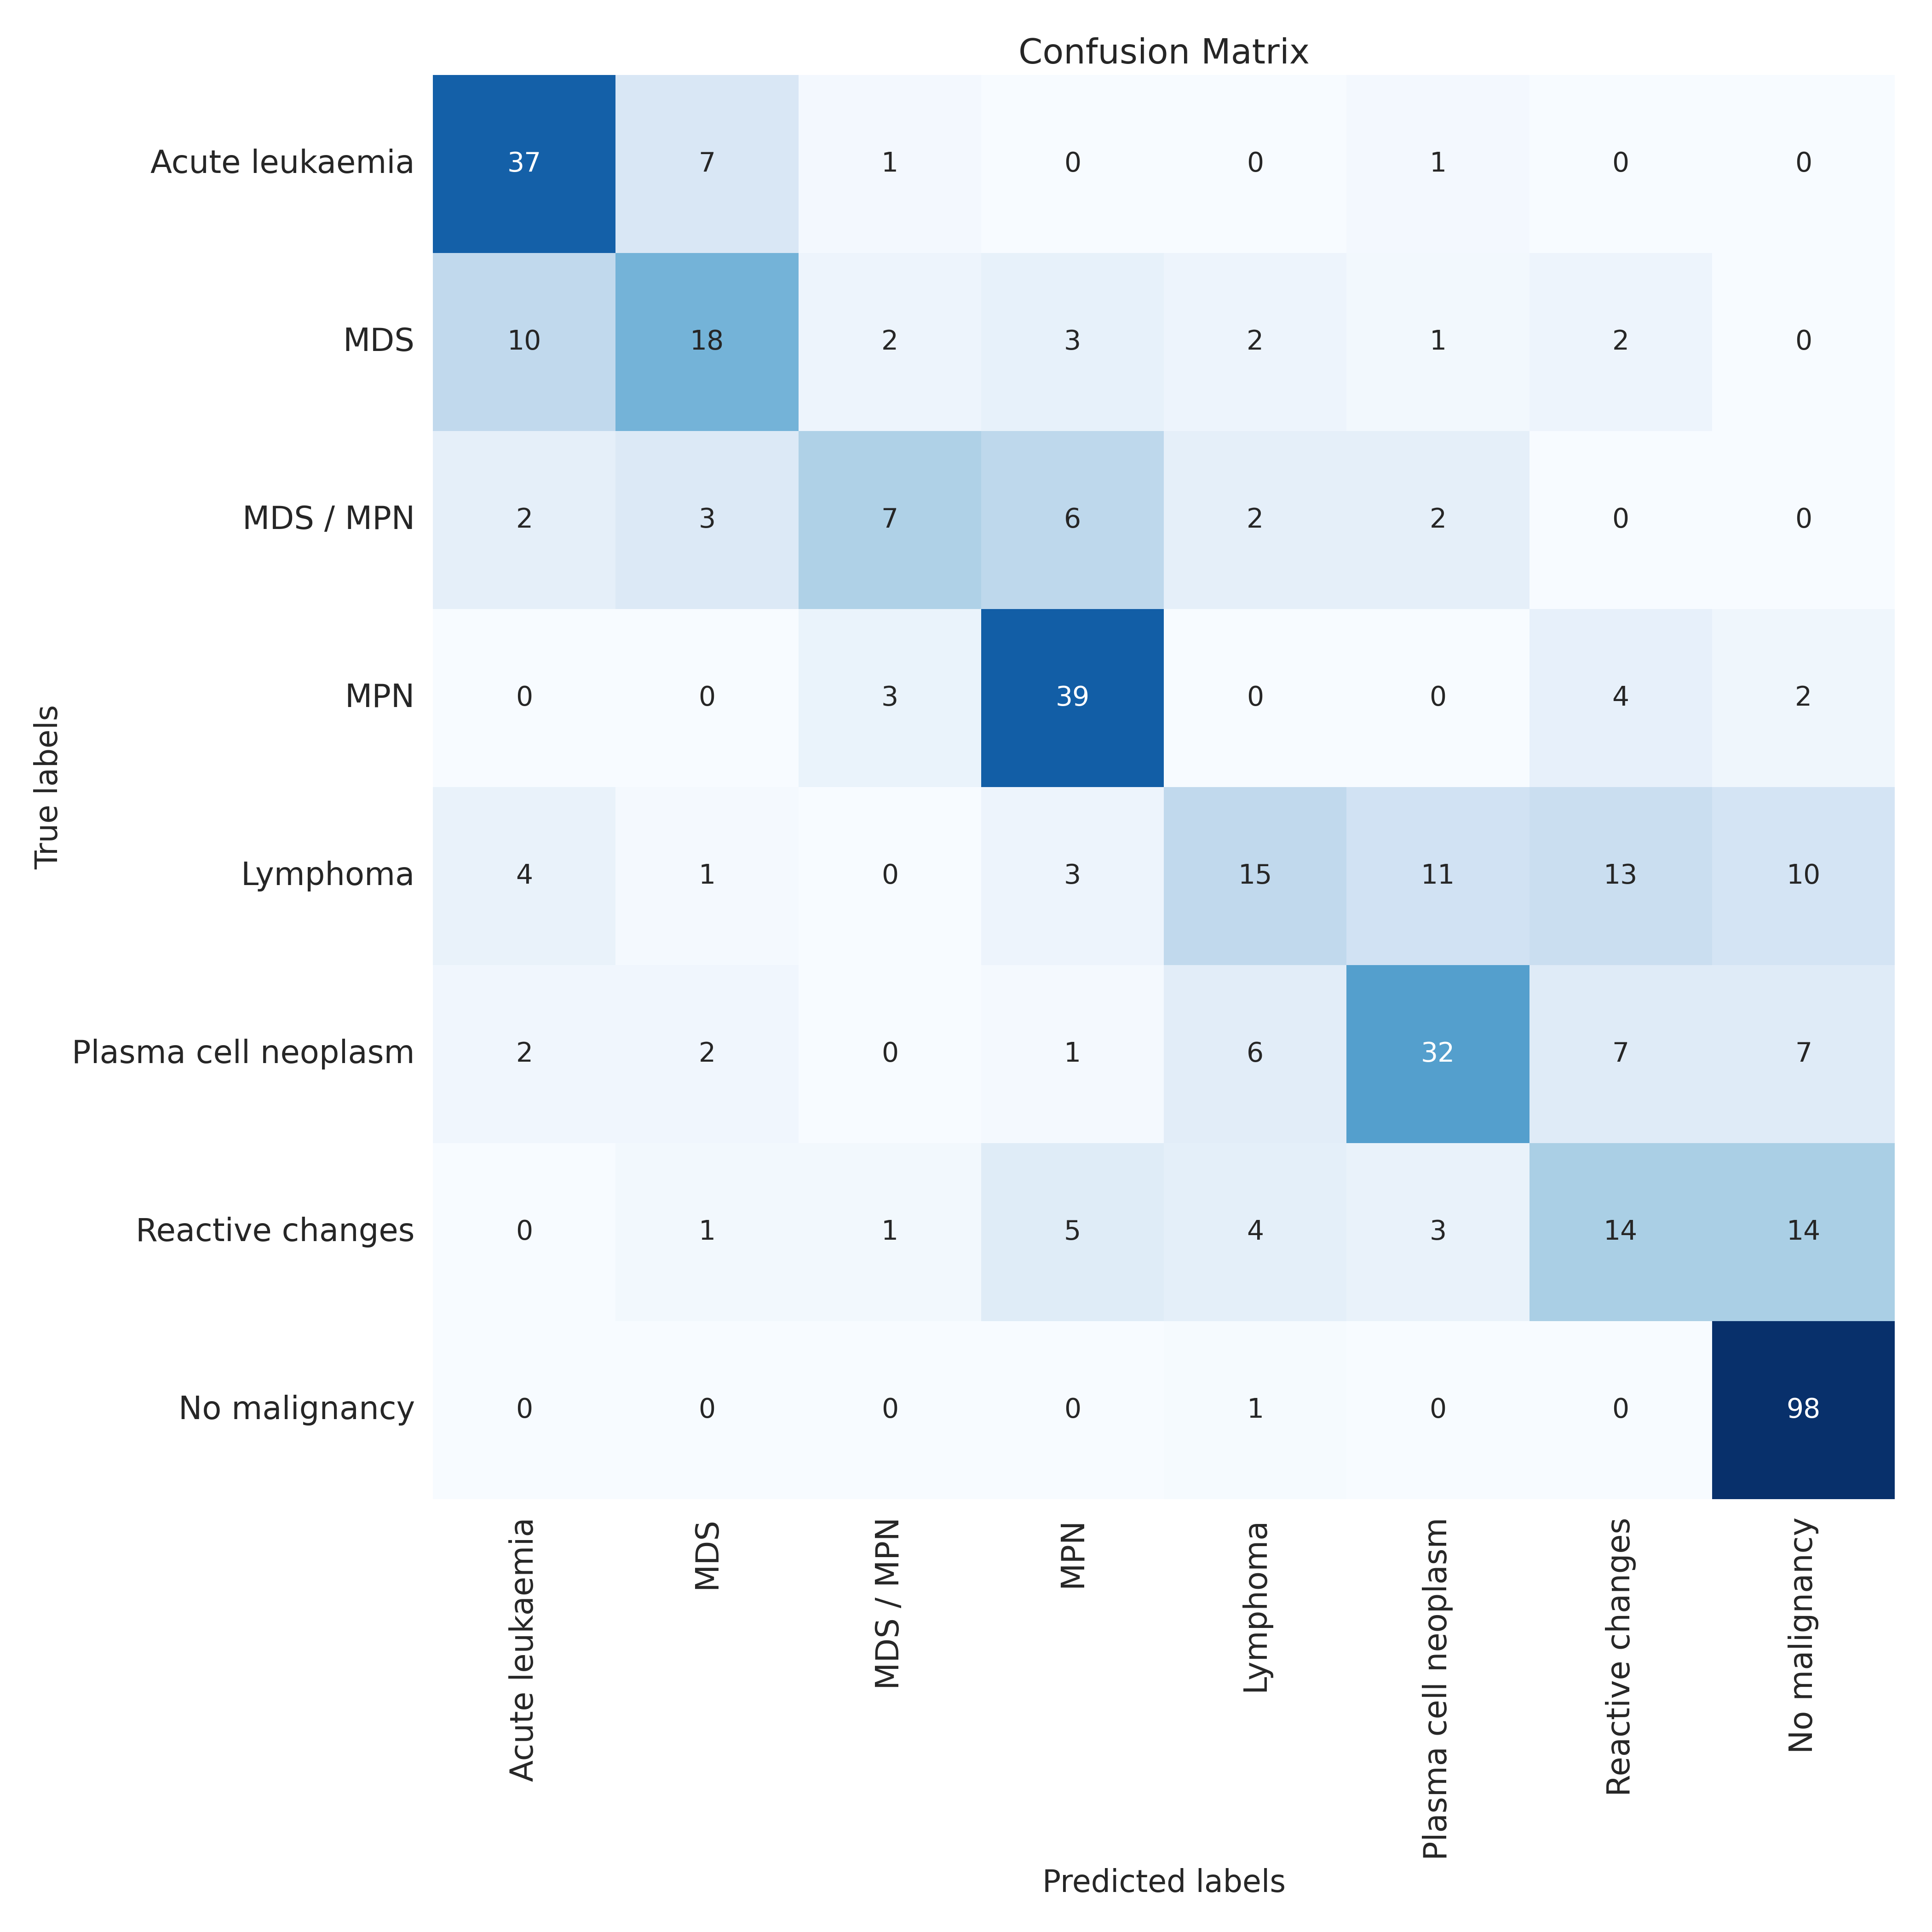 Confusion Matrix
True labels
Acute leukaemia 37 7 1 0 0 1 0 0
MDS 10 18 2 3 2 1 2 0
MDS / MPN 2 3 7 6 2 2 0 0
MPN 0 0 3 39 0 0 4 2
Lymphoma 4 1 0 3 15 11 13 10
Plasma cell neoplasm 2 2 0 1 6 32 7 7
Reactive changes 0 1 1 5 4 3 14 14
No malignancy 0 0 0 0 1 0 0 98
Acute leukaemia
MDS
MDS / MPN
MPN
Lymphoma
Plasma cell neoplasm
Reactive changes
No malignancy
Predicted labels